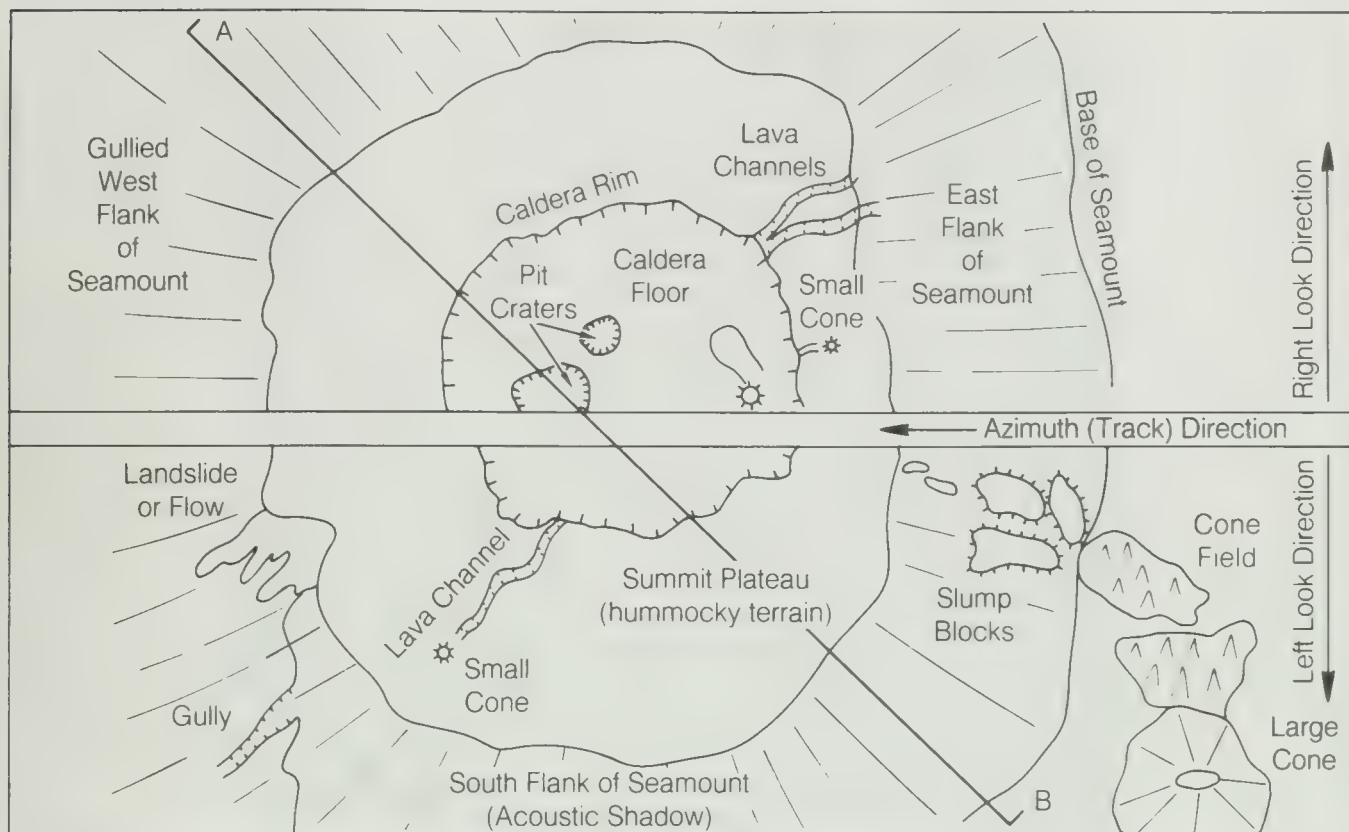 A
Gullied
West
Flank
of
Seamount
Caldera Rim
Lava
Channels
Pit
Craters
Caldera
Floor
Small
Cone
East
Flank
of
Seamount
Base of Seamount
Right Look Direction
Azimuth (Track) Direction
Landslide
or Flow
Lava Channel
Small
Cone
Gully
Summit Plateau
(hummocky terrain)
Slump
Blocks
Cone
Field
Left Look Direction
Large
Cone
South Flank of Seamount
(Acoustic Shadow)
B